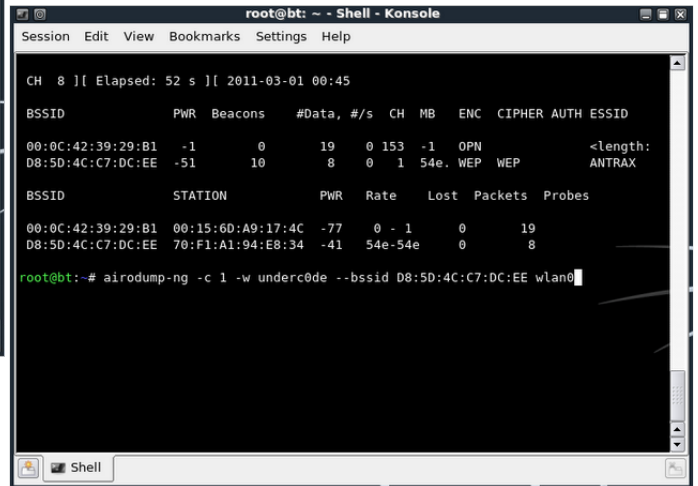 root@bt: ~ - Shell - Konsole
Session Edit View Bookmarks Settings Help
CH 8 ][ Elapsed: 52 s ][ 2011-03-01 00:45
BSSID PWR Beacons #Data, #/s CH MB ENC CIPHER AUTH ESSID
00:0C:42:39:29:B1 -1 0 19 0 153 -1 OPN <length:
D8:5D:4C:C7:DC:EE -51 10 8 0 1 54e. WEP WEP ANTRAX
BSSID STATION PWR Rate Lost Packets Probes
00:0C:42:39:29:B1 00:15:6D:A9:17:4C -77 0 - 1 0 19
D8:5D:4C:C7:DC:EE 70:F1:A1:94:E8:34 -41 54e-54e 0 8
root@bt:~# airodump-ng -c 1 -w underc0de --bssid D8:5D:4C:C7:DC:EE wlan0
Shell